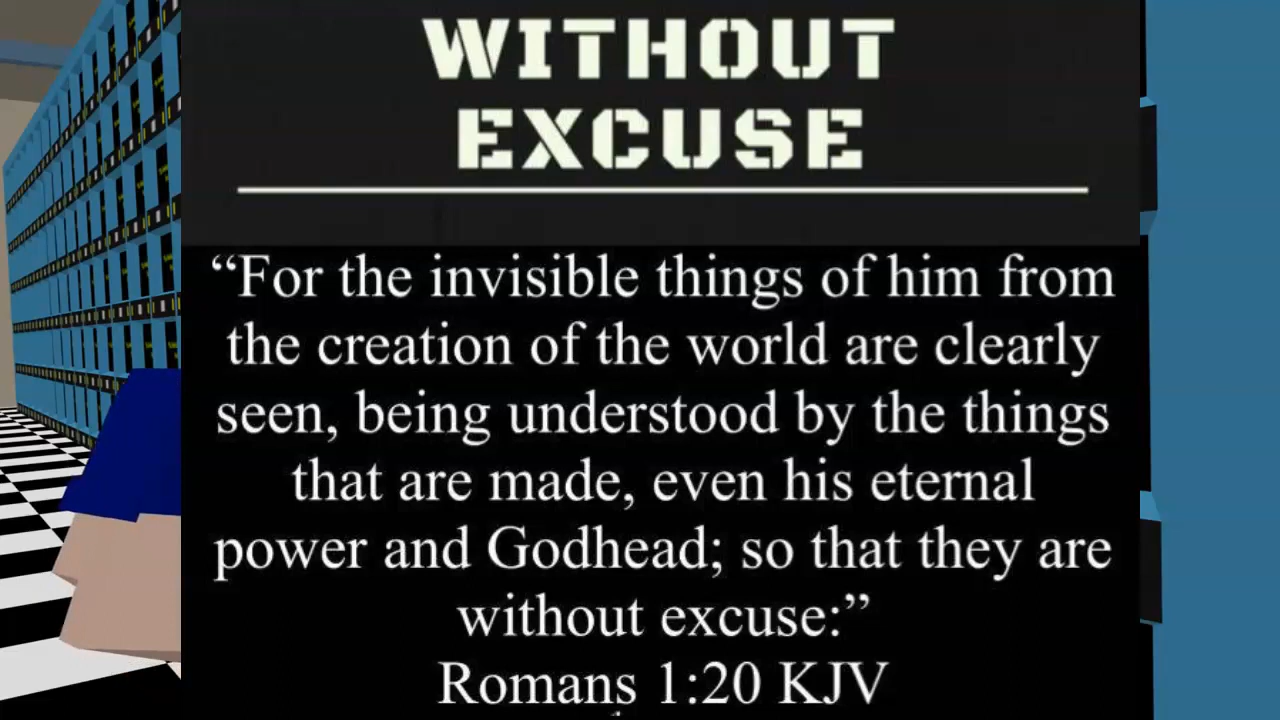 WITHOUT
EXCUSE
“For the invisible things of him from
the creation of the world are clearly
seen, being understood by the things
that are made, even his eternal
power and Godhead; so that they are
without excuse:”
Romans 1:20 KJV